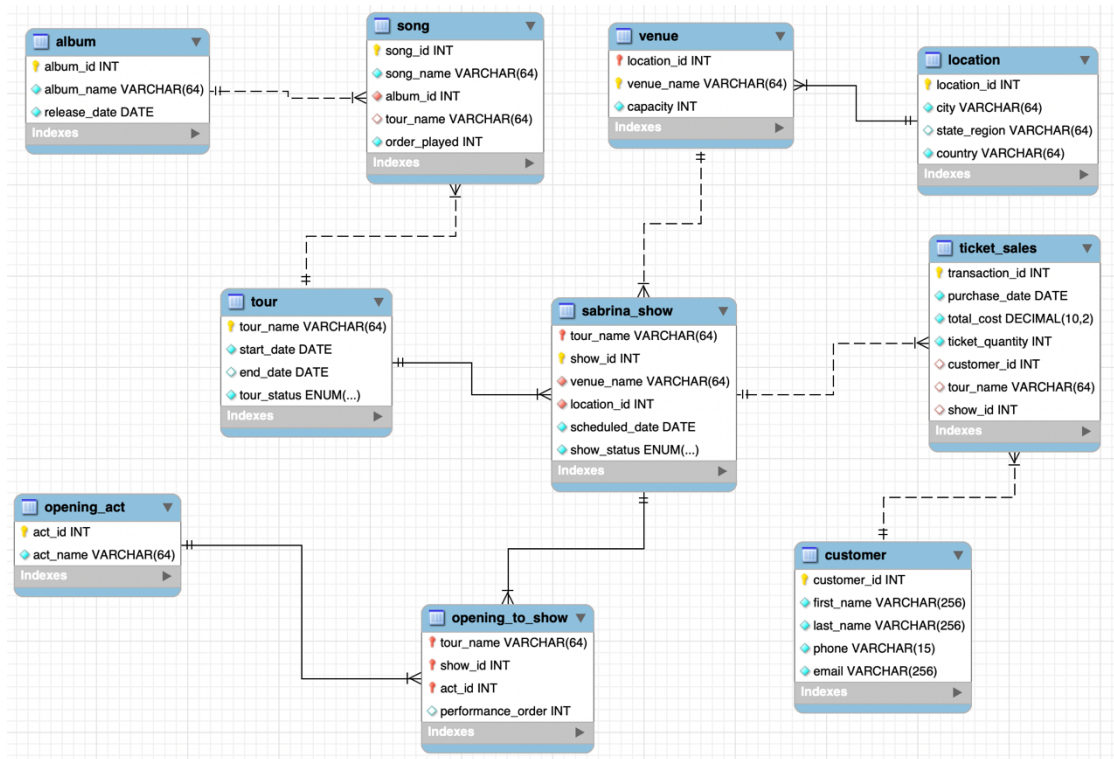 album
album_id INT
album_name VARCHAR(64)
release_date DATE
Indexes
song
song_id INT
song_name VARCHAR(64)
album_id INT
tour_name VARCHAR(64)
order_played INT
Indexes
venue
location_id INT
venue_name VARCHAR(64)
capacity INT
Indexes
location
location_id INT
city VARCHAR(64)
state_region VARCHAR(64)
country VARCHAR(64)
Indexes
tour
tour_name VARCHAR(64)
start_date DATE
end_date DATE
tour_status ENUM(...)
Indexes
sabrina_show
tour_name VARCHAR(64)
show_id INT
venue_name VARCHAR(64)
location_id INT
scheduled_date DATE
show_status ENUM(...)
Indexes
ticket_sales
transaction_id INT
purchase_date DATE
total_cost DECIMAL(10,2)
ticket_quantity INT
customer_id INT
tour_name VARCHAR(64)
show_id INT
Indexes
opening_act
act_id INT
act_name VARCHAR(64)
Indexes
opening_to_show
tour_name VARCHAR(64)
show_id INT
act_id INT
performance_order INT
Indexes
customer
customer_id INT
first_name VARCHAR(256)
last_name VARCHAR(256)
phone VARCHAR(15)
email VARCHAR(256)
Indexes